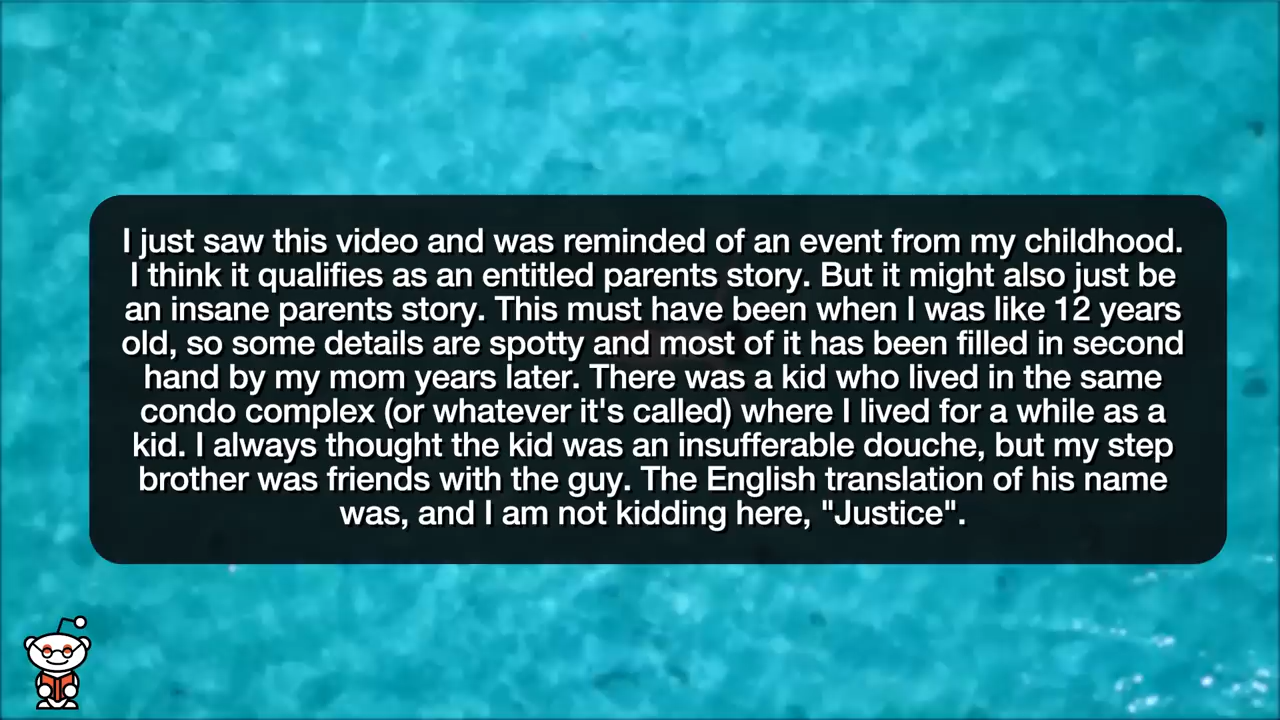 I just saw this video and was reminded of an event from my childhood.
I think it qualifies as an entitled parents story. But it might also just be
an insane parents story. This must have been when I was like 12 years
old, so some details are spotty and most of it has been filled in second
hand by my mom years later. There was a kid who lived in the same
condo complex (or whatever it's called) where I lived for a while as a
kid. I always thought the kid was an insufferable douche, but my step
brother was friends with the guy. The English translation of his name
was, and I am not kidding here, "Justice".